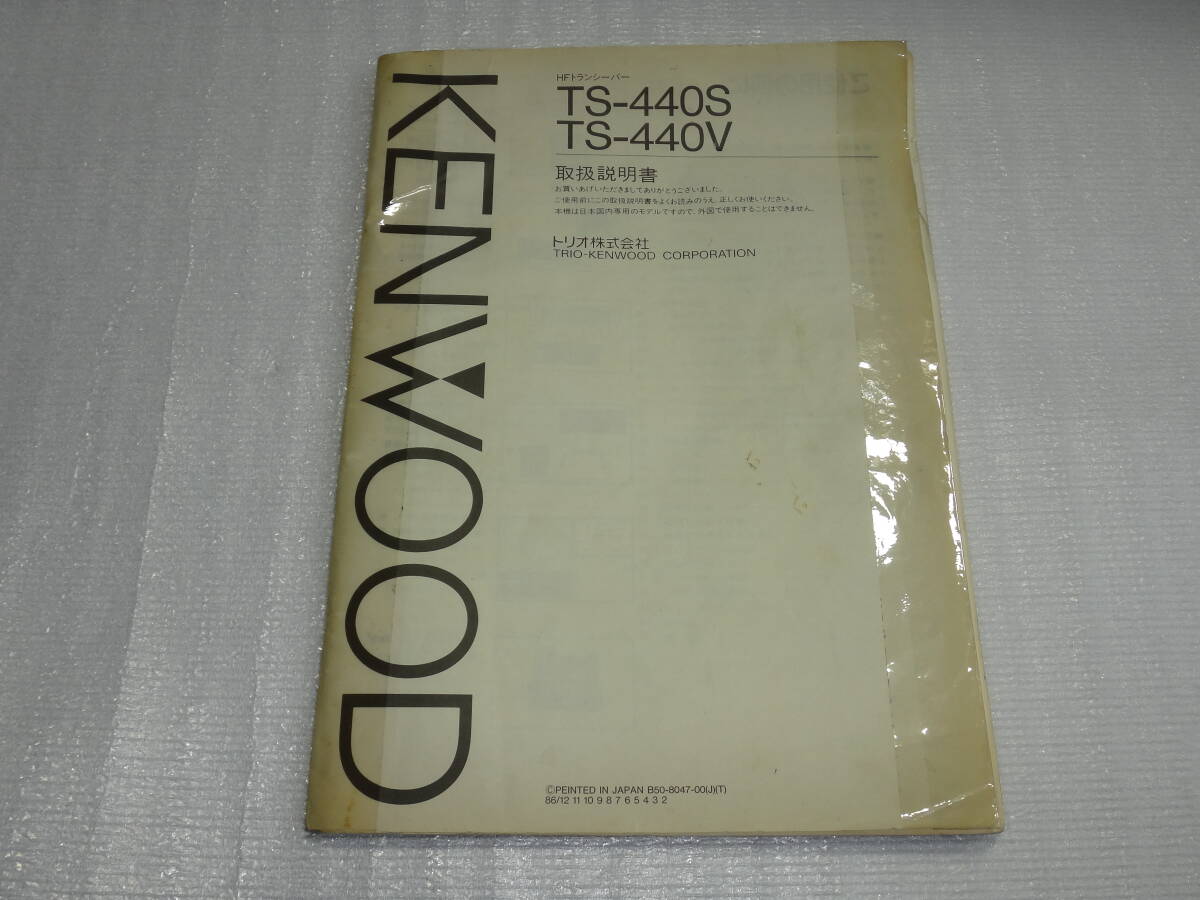 KENWOOD
HFトランシーバー
TS-440S
TS-440V
取扱説明書
お買いあげいただきましてありがとうございました。
ご使用前にこの取扱説明書をよくお読みのうえ、正しくお使いください。
本機は日本国内専用のモデルですので、外国で使用することはできません。
トリオ株式会社
TRIO-KENWOOD CORPORATION
©PEINTED IN JAPAN B50-8047-00(J)(T)
86/12 11 10 9 8 7 6 5 4 3 2